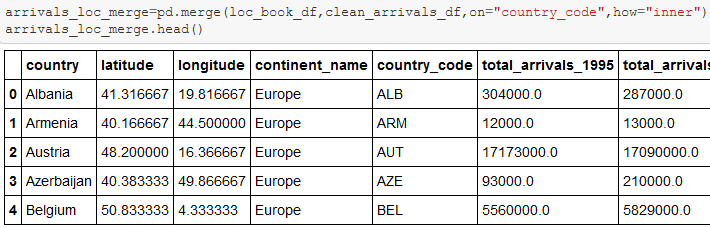 arrivals_loc_merge=pd.merge(loc_book_df,clean_arrivals_df,on="country_code",how="inner")
arrivals_loc_merge.head()
country latitude longitude continent_name country_code total_arrivals_1995 total_arrivals
0 Albania 41.316667 19.816667 Europe ALB 304000.0 287000.0
1 Armenia 40.166667 44.500000 Europe ARM 12000.0 13000.0
2 Austria 48.200000 16.366667 Europe AUT 17173000.0 17090000.0
3 Azerbaijan 40.383333 49.866667 Europe AZE 93000.0 210000.0
4 Belgium 50.833333 4.333333 Europe BEL 5560000.0 5829000.0